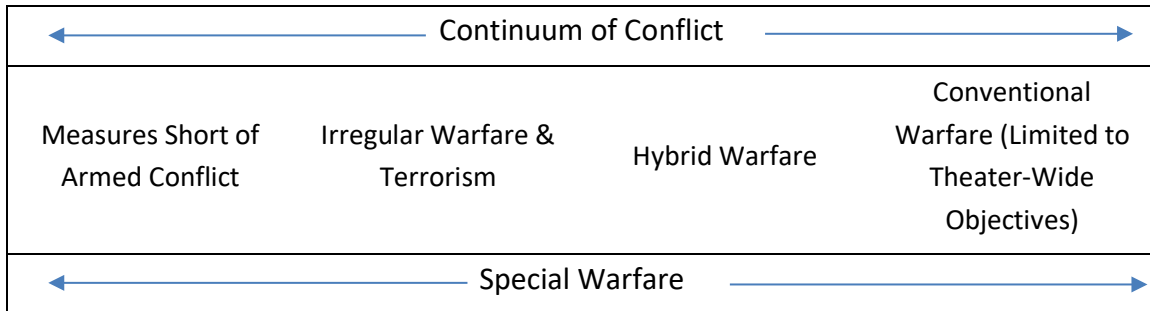 Continuum of Conflict
Measures Short of
Armed Conflict
Irregular Warfare &
Terrorism
Hybrid Warfare
Conventional
Warfare (Limited to
Theater-Wide
Objectives)
Special Warfare